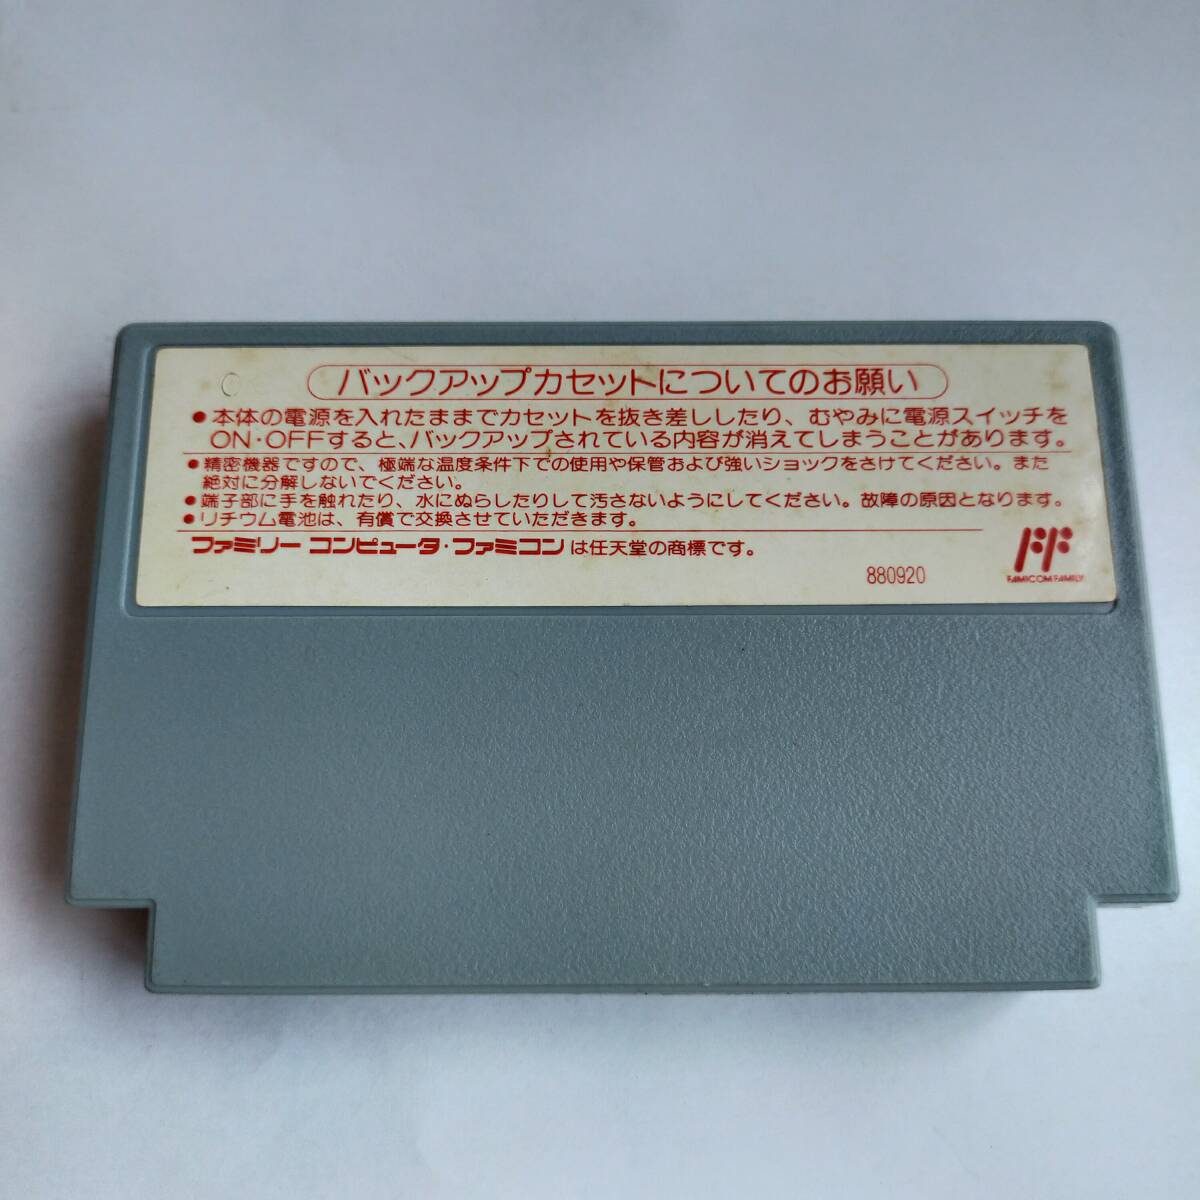 バックアップカセットについてのお願い
●本体の電源を入れたままでカセットを抜き差ししたり、むやみに電源スイッチを
ON・OFFすると、バックアップされている内容が消えてしまうことがあります。
●精密機器ですので、極端な温度条件下での使用や保管および強いショックをさけてください。また
絶対に分解しないでください。
●端子部に手を触れたり、水にぬらしたりして汚さないようにしてください。故障の原因となります。
●リチウム電池は、有償で交換させていただきます。
ファミリー コンピュータ・ファミコンは任天堂の商標です。
880920
FAMICOM FAMILY